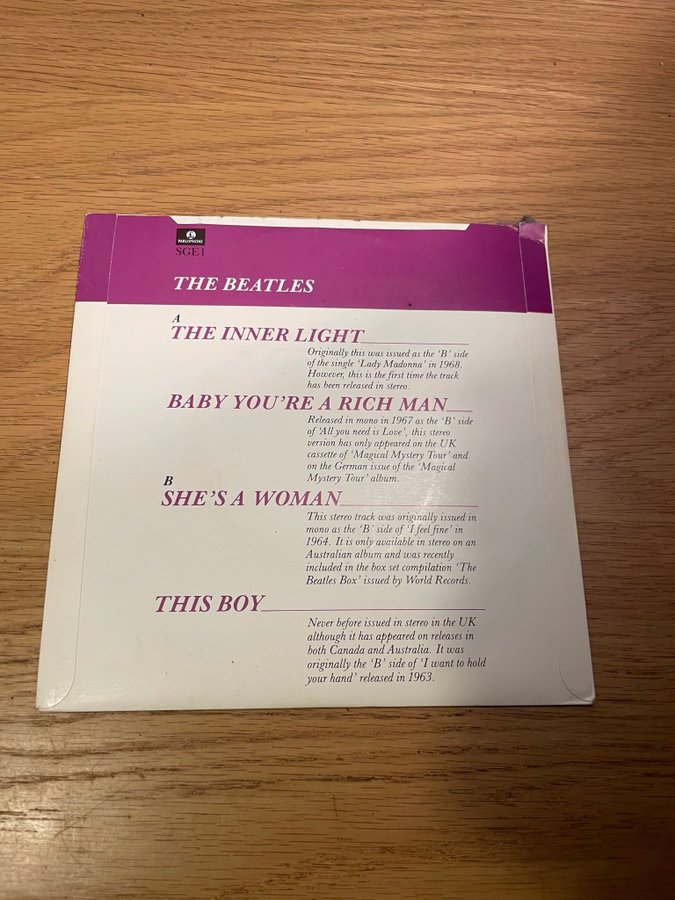 PARLOPHONE
SGE1
THE BEATLES
A
THE INNER LIGHT
Originally this was issued as the 'B' side
of the single 'Lady Madonna' in 1968.
However, this is the first time the track
has been released in stereo.
BABY YOU'RE A RICH MAN
Released in mono in 1967 as the 'B' side
of 'All you need is Love', this stereo
version has only appeared on the UK
cassette of 'Magical Mystery Tour' and
on the German issue of the 'Magical
Mystery Tour' album.
B
SHE'S A WOMAN
This stereo track was originally issued in
mono as the 'B' side of 'I feel fine' in
1964. It is only available in stereo on an
Australian album and was recently
included in the box set compilation 'The
Beatles Box' issued by World Records.
THIS BOY
Never before issued in stereo in the UK
although it has appeared on releases in
both Canada and Australia. It was
originally the 'B' side of 'I want to hold
your hand' released in 1963.